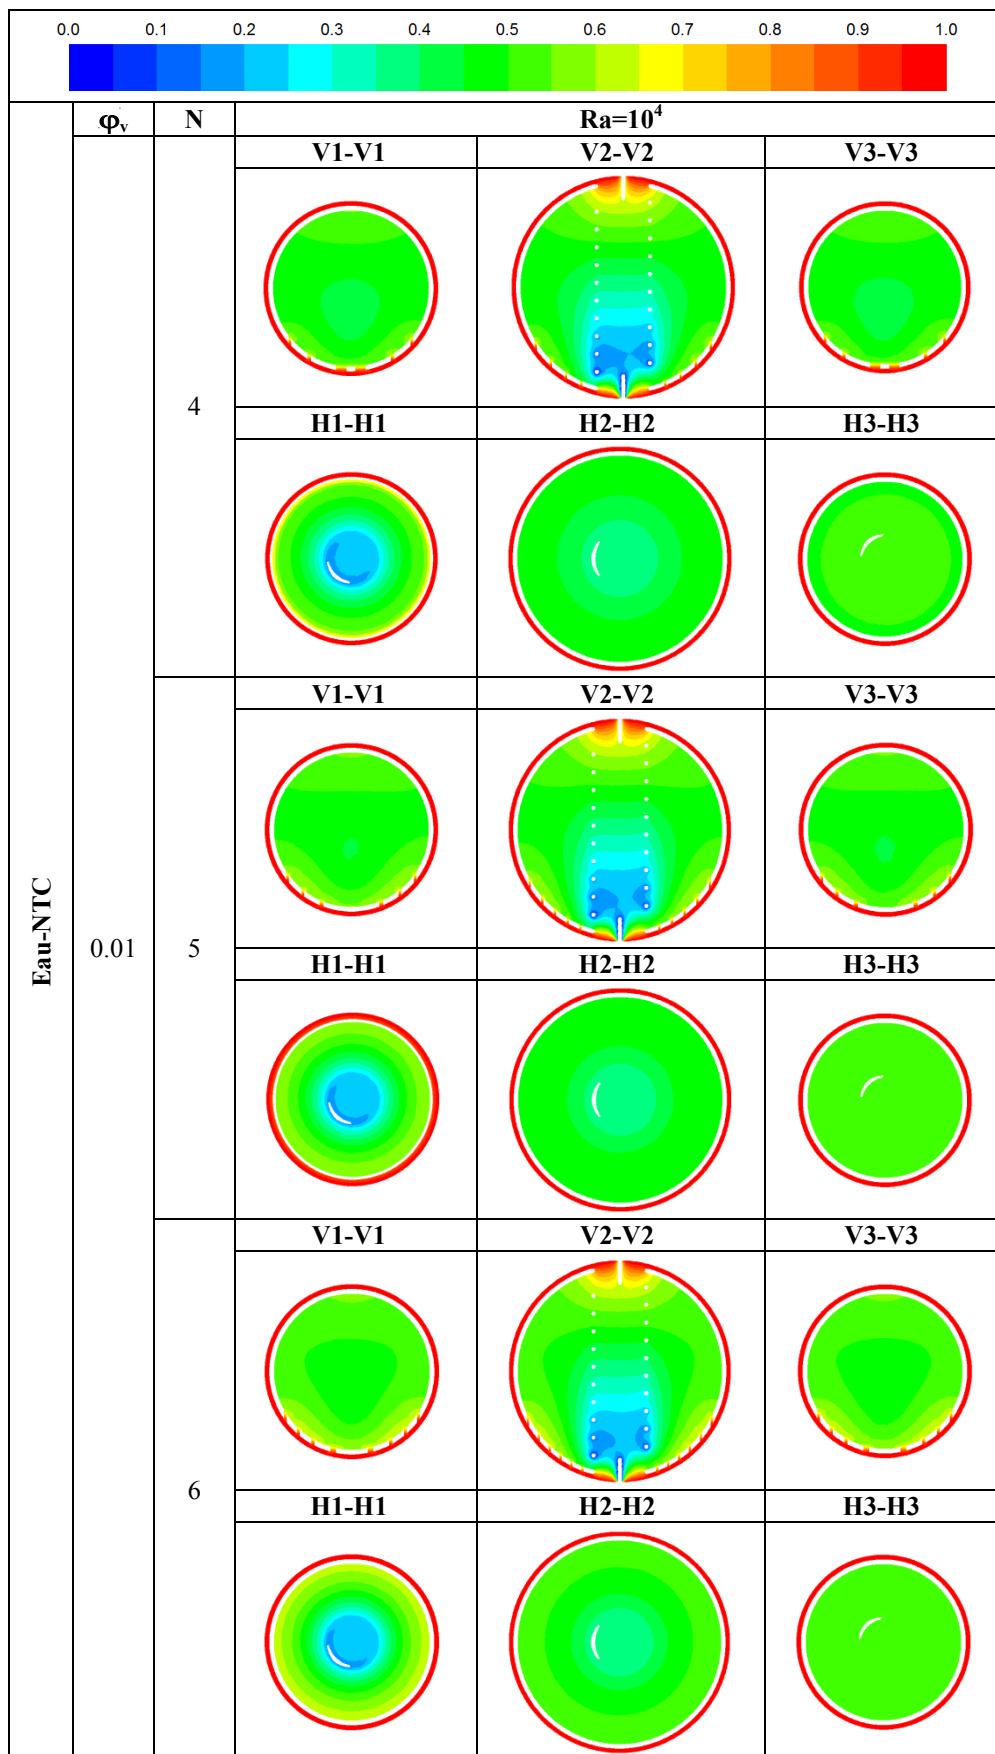 0.0 0.1 0.2 0.3 0.4 0.5 0.6 0.7 0.8 0.9 1.0
φv N Ra=10⁴
V1-V1 V2-V2 V3-V3
4
H1-H1 H2-H2 H3-H3
V1-V1 V2-V2 V3-V3
Eau-NTC
0.01
5
H1-H1 H2-H2 H3-H3
V1-V1 V2-V2 V3-V3
6
H1-H1 H2-H2 H3-H3